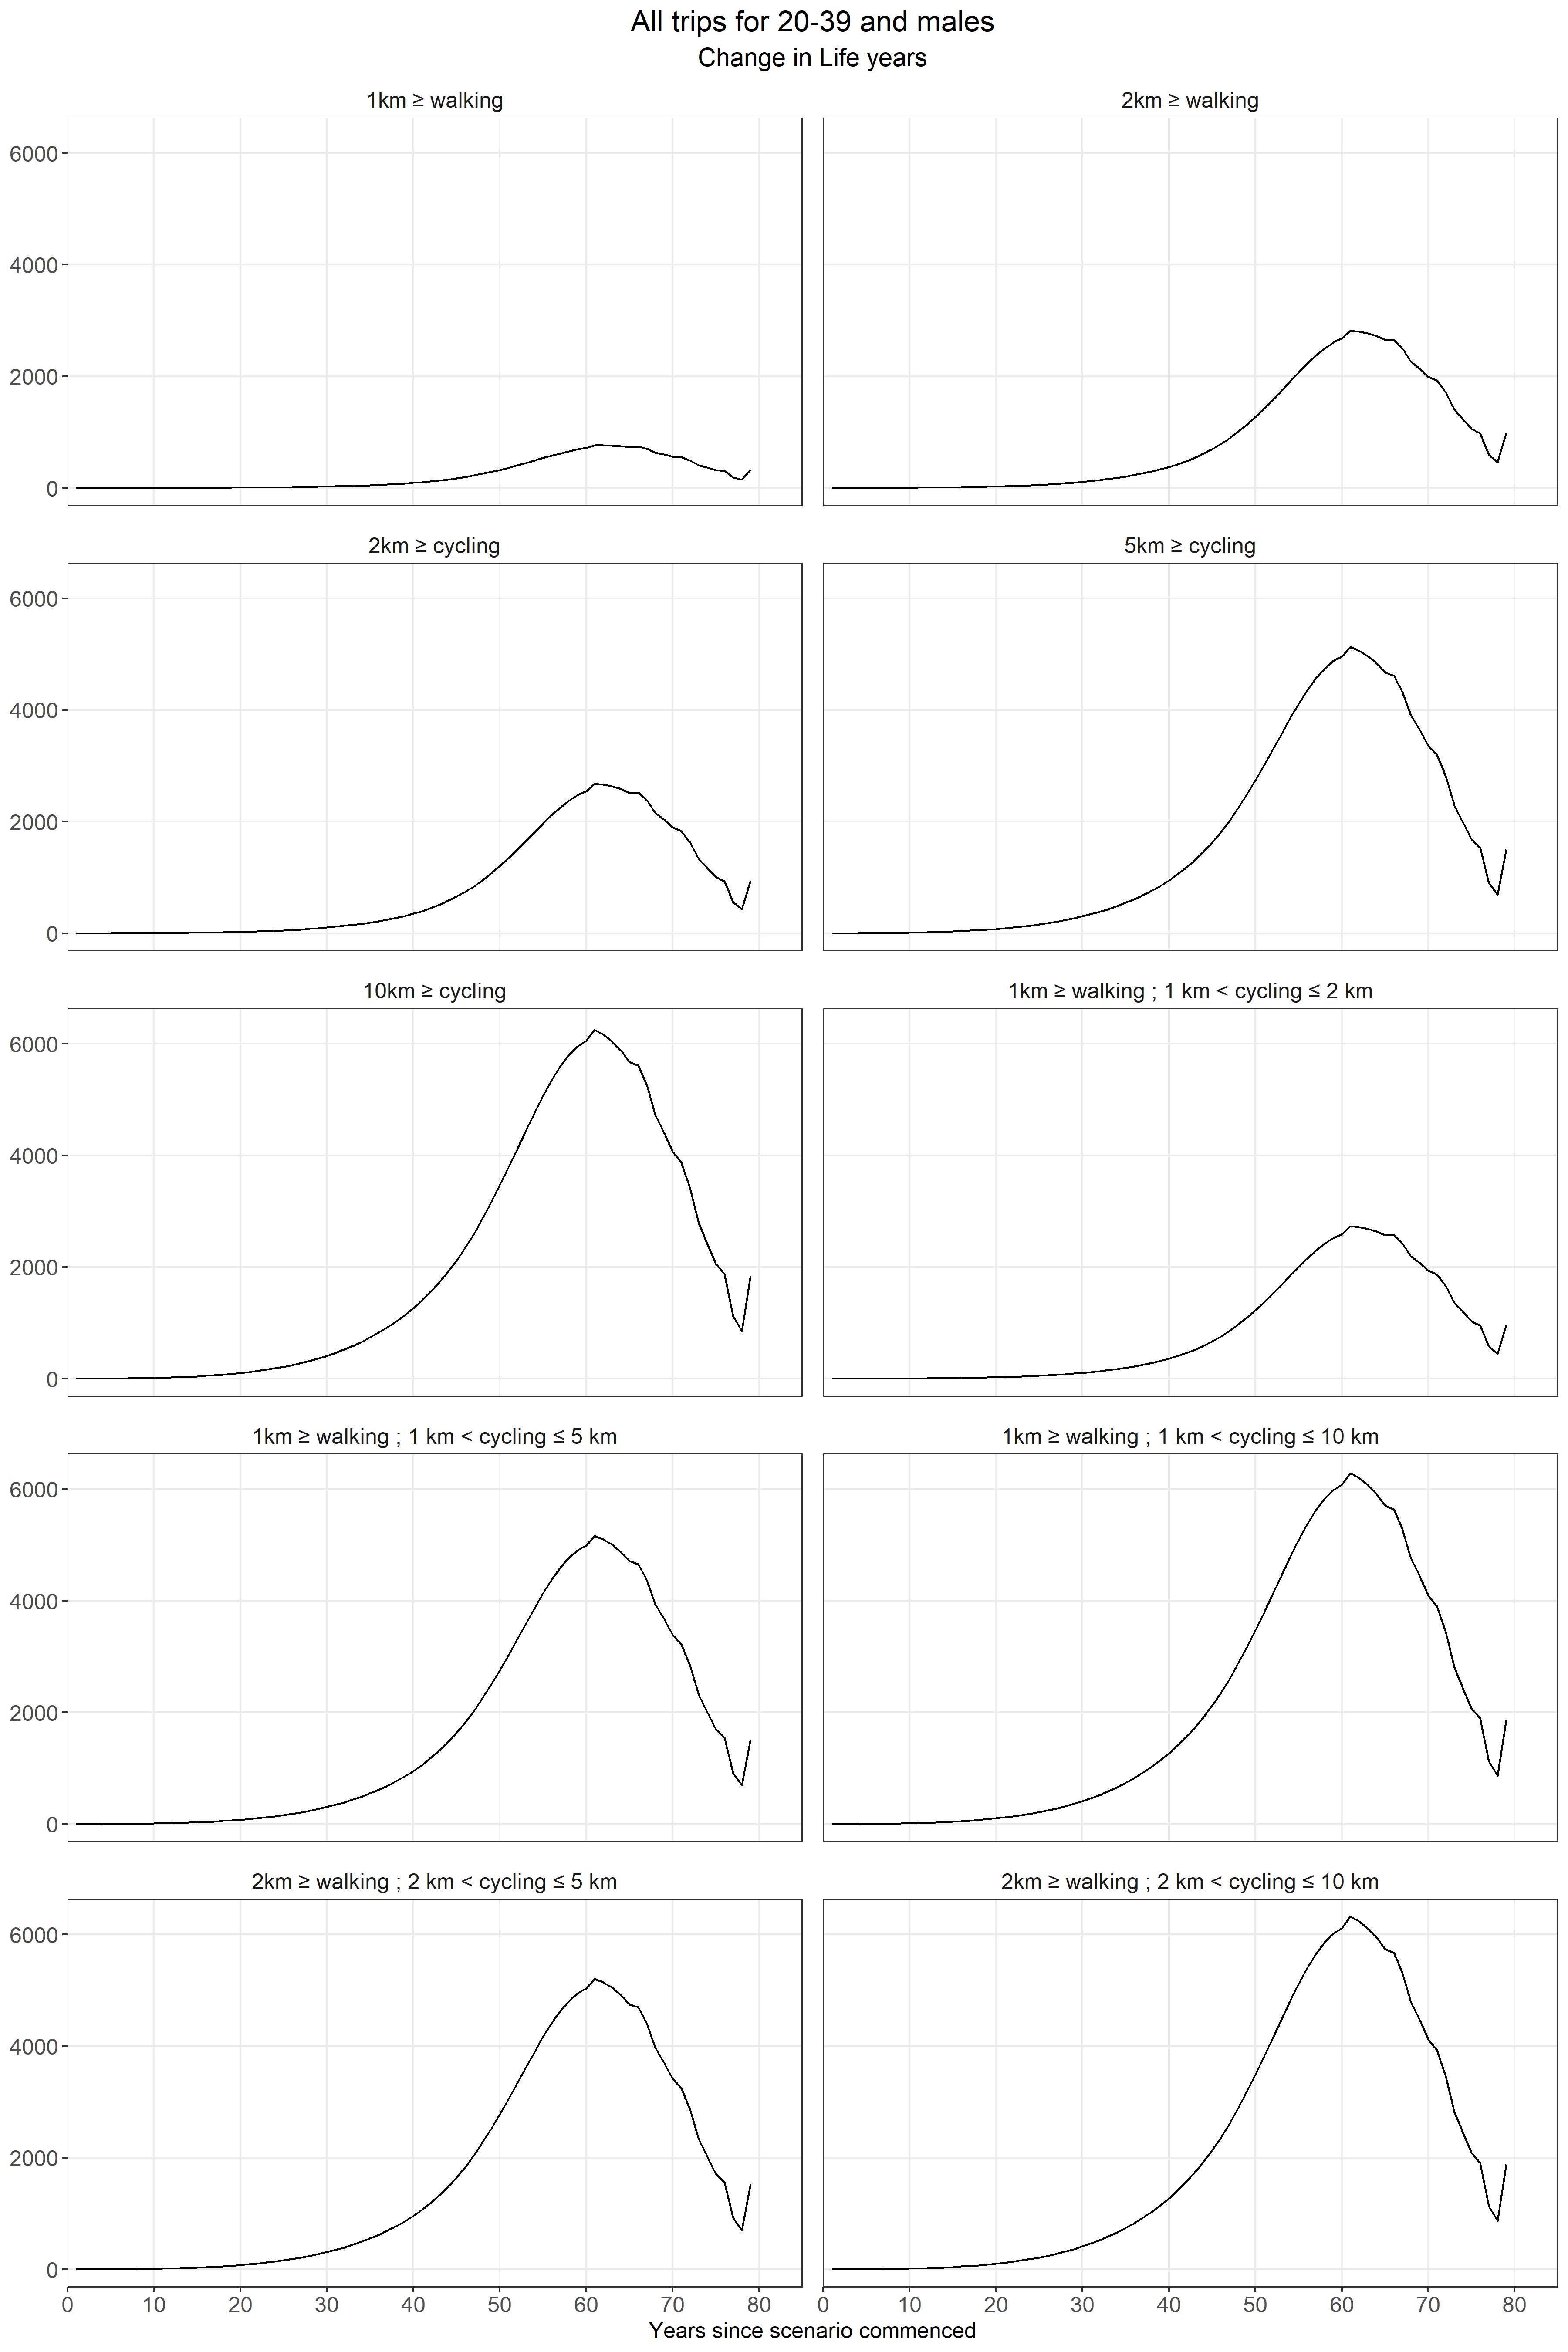 All trips for 20-39 and males
Change in Life years
1km ≥ walking
2km ≥ walking
6000
4000
2000
0
2km ≥ cycling
5km ≥ cycling
6000
4000
2000
0
10km ≥ cycling
1km ≥ walking ; 1 km < cycling ≤ 2 km
6000
4000
2000
0
1km ≥ walking ; 1 km < cycling ≤ 5 km
1km ≥ walking ; 1 km < cycling ≤ 10 km
6000
4000
2000
0
2km ≥ walking ; 2 km < cycling ≤ 5 km
2km ≥ walking ; 2 km < cycling ≤ 10 km
6000
4000
2000
0
0 10 20 30 40 50 60 70 80
0 10 20 30 40 50 60 70 80
Years since scenario commenced